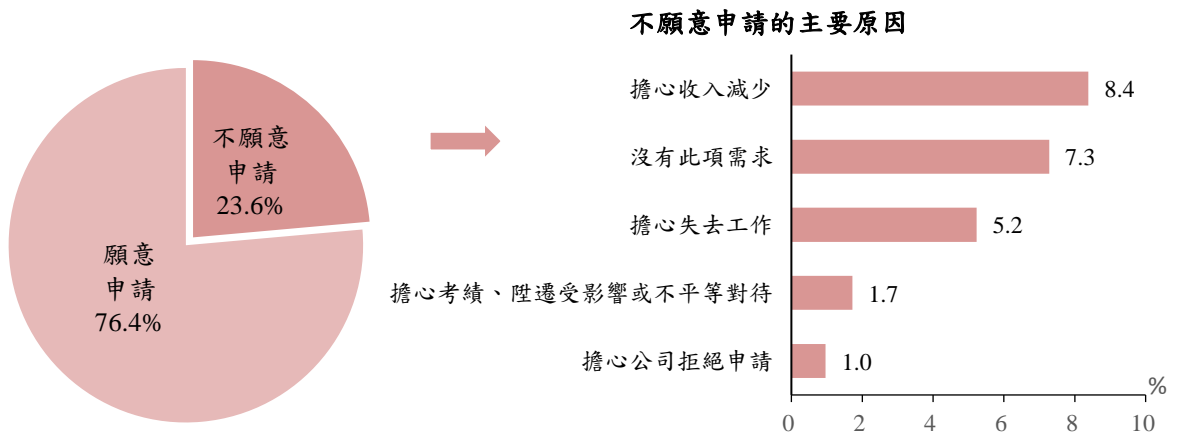 不願意
申請
23.6%
願意
申請
76.4%
不願意申請的主要原因
擔心收入減少 8.4
沒有此項需求 7.3
擔心失去工作 5.2
擔心考績、陞遷受影響或不平等對待 1.7
擔心公司拒絕申請 1.0
%
0 2 4 6 8 10